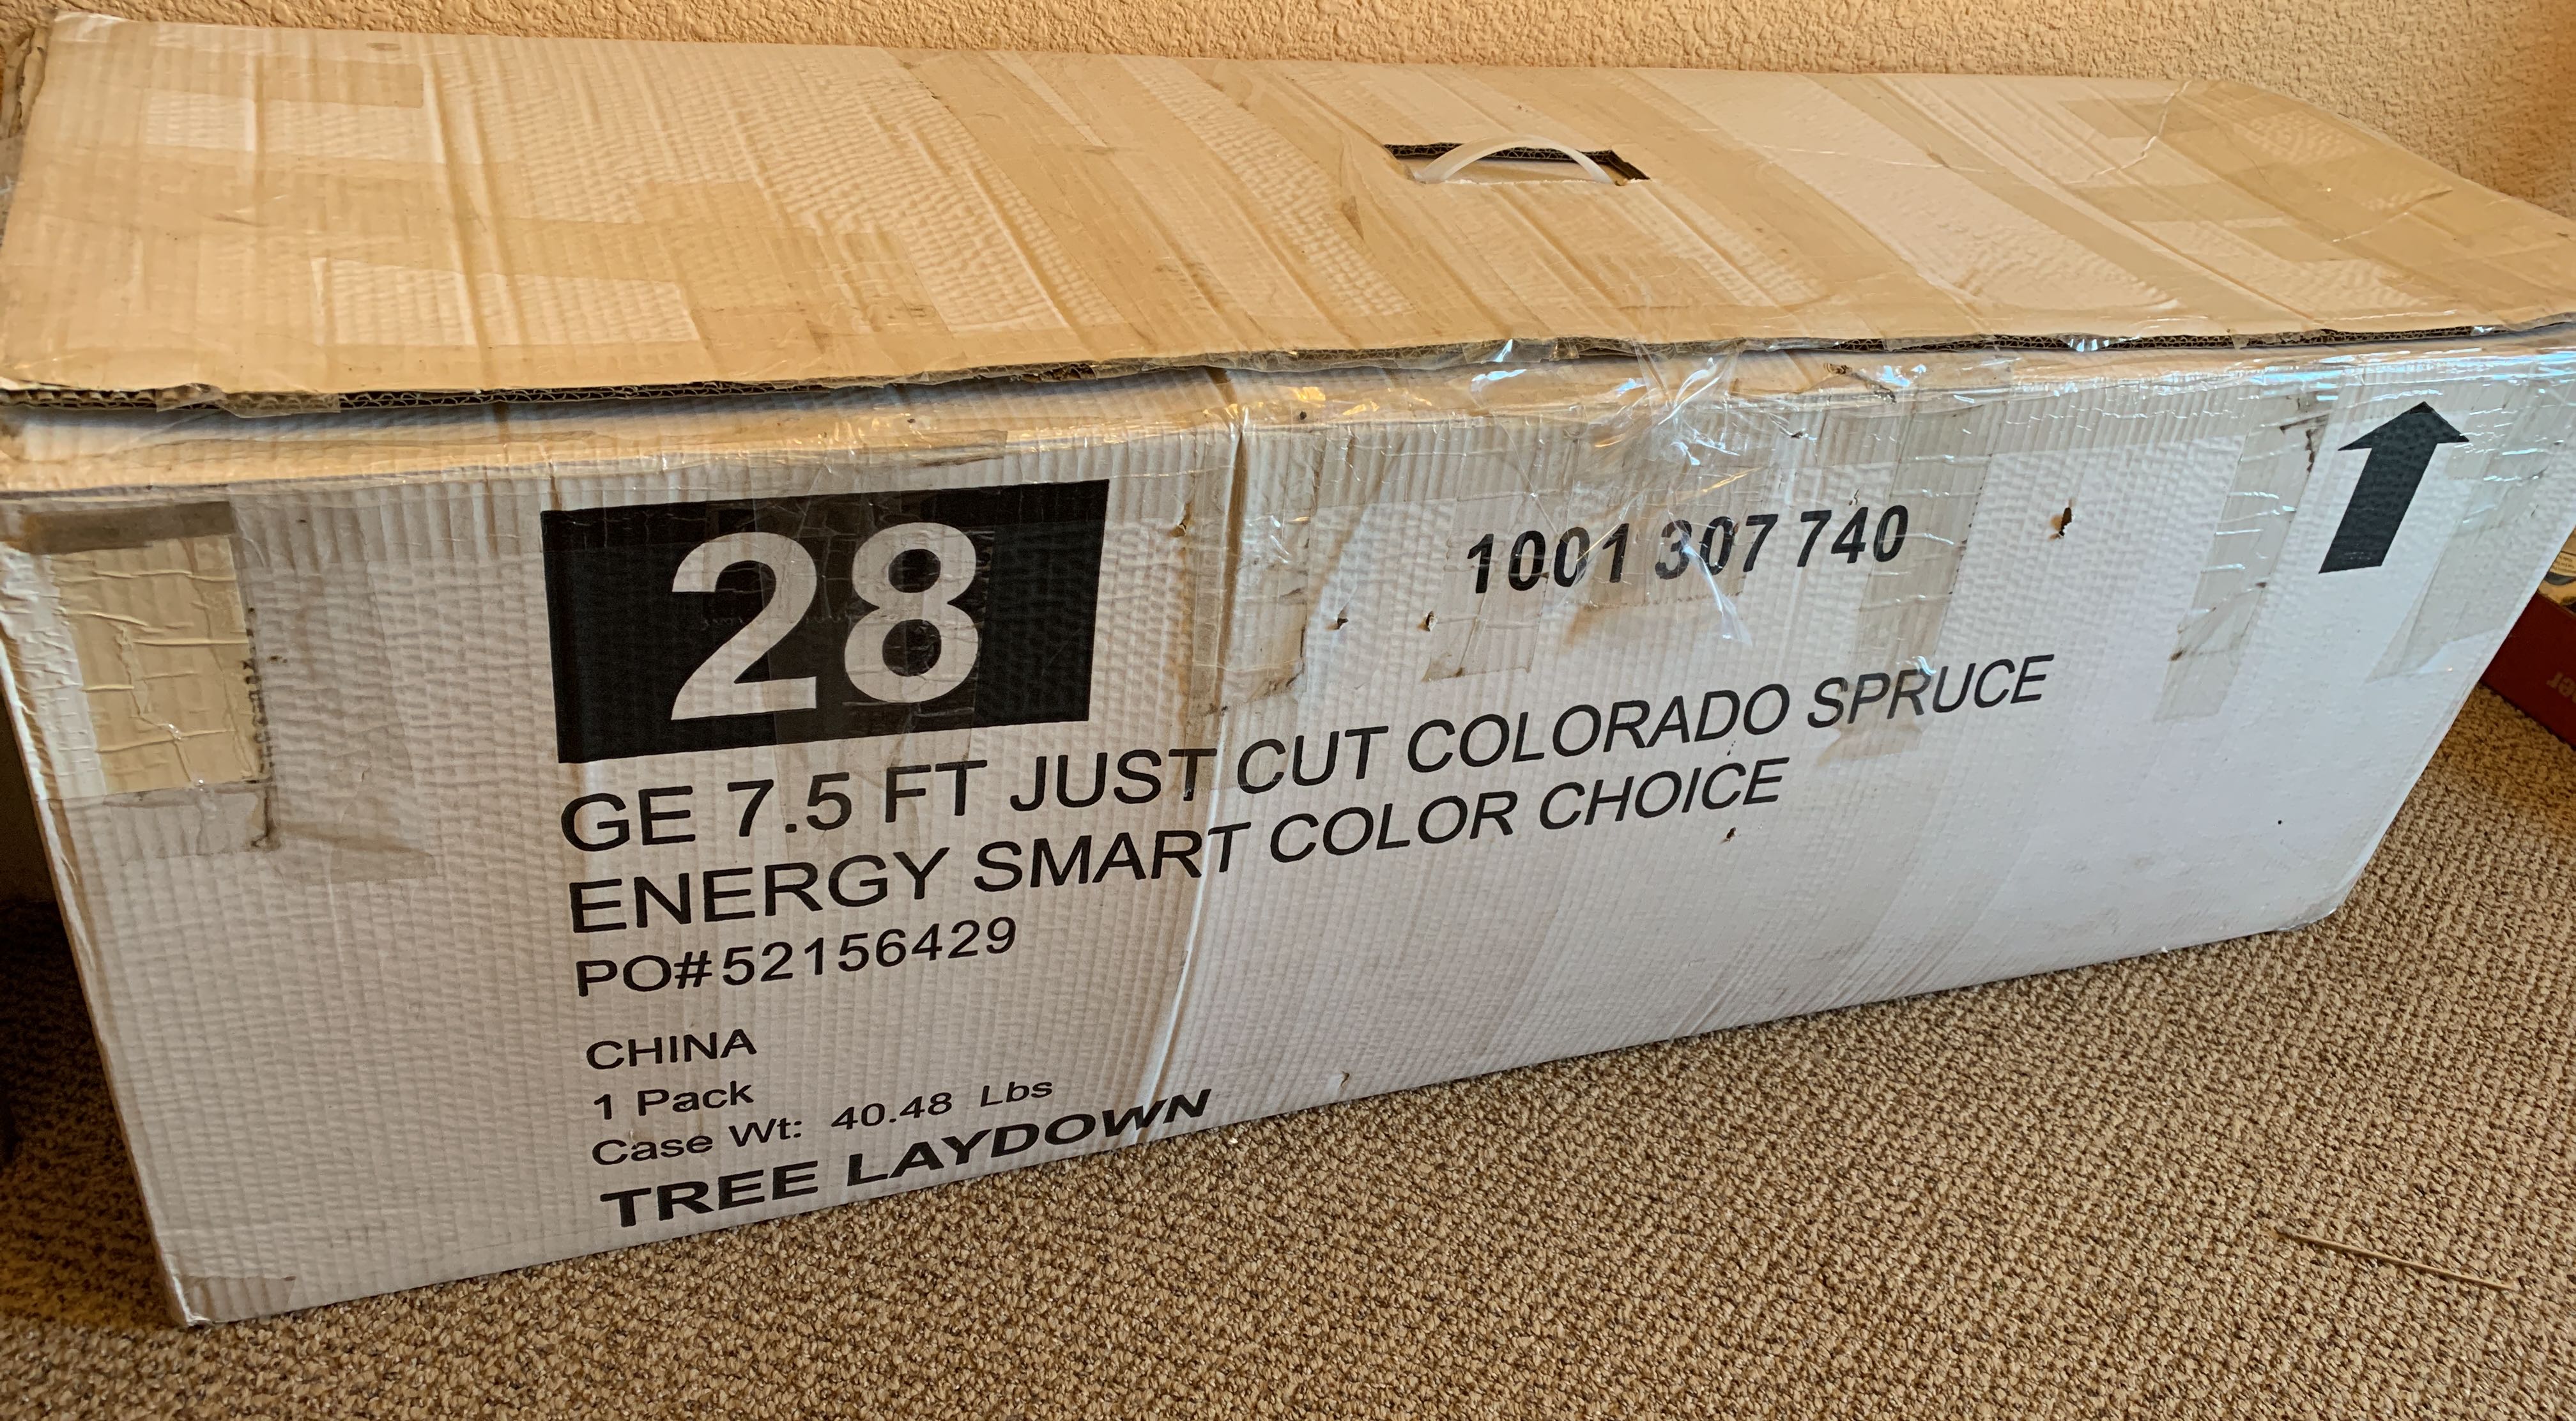 28
1001 307 740
GE 7.5 FT JUST CUT COLORADO SPRUCE
ENERGY SMART COLOR CHOICE
PO#52156429
CHINA
1 Pack
Case Wt: 40.48 Lbs
TREE LAYDOWN